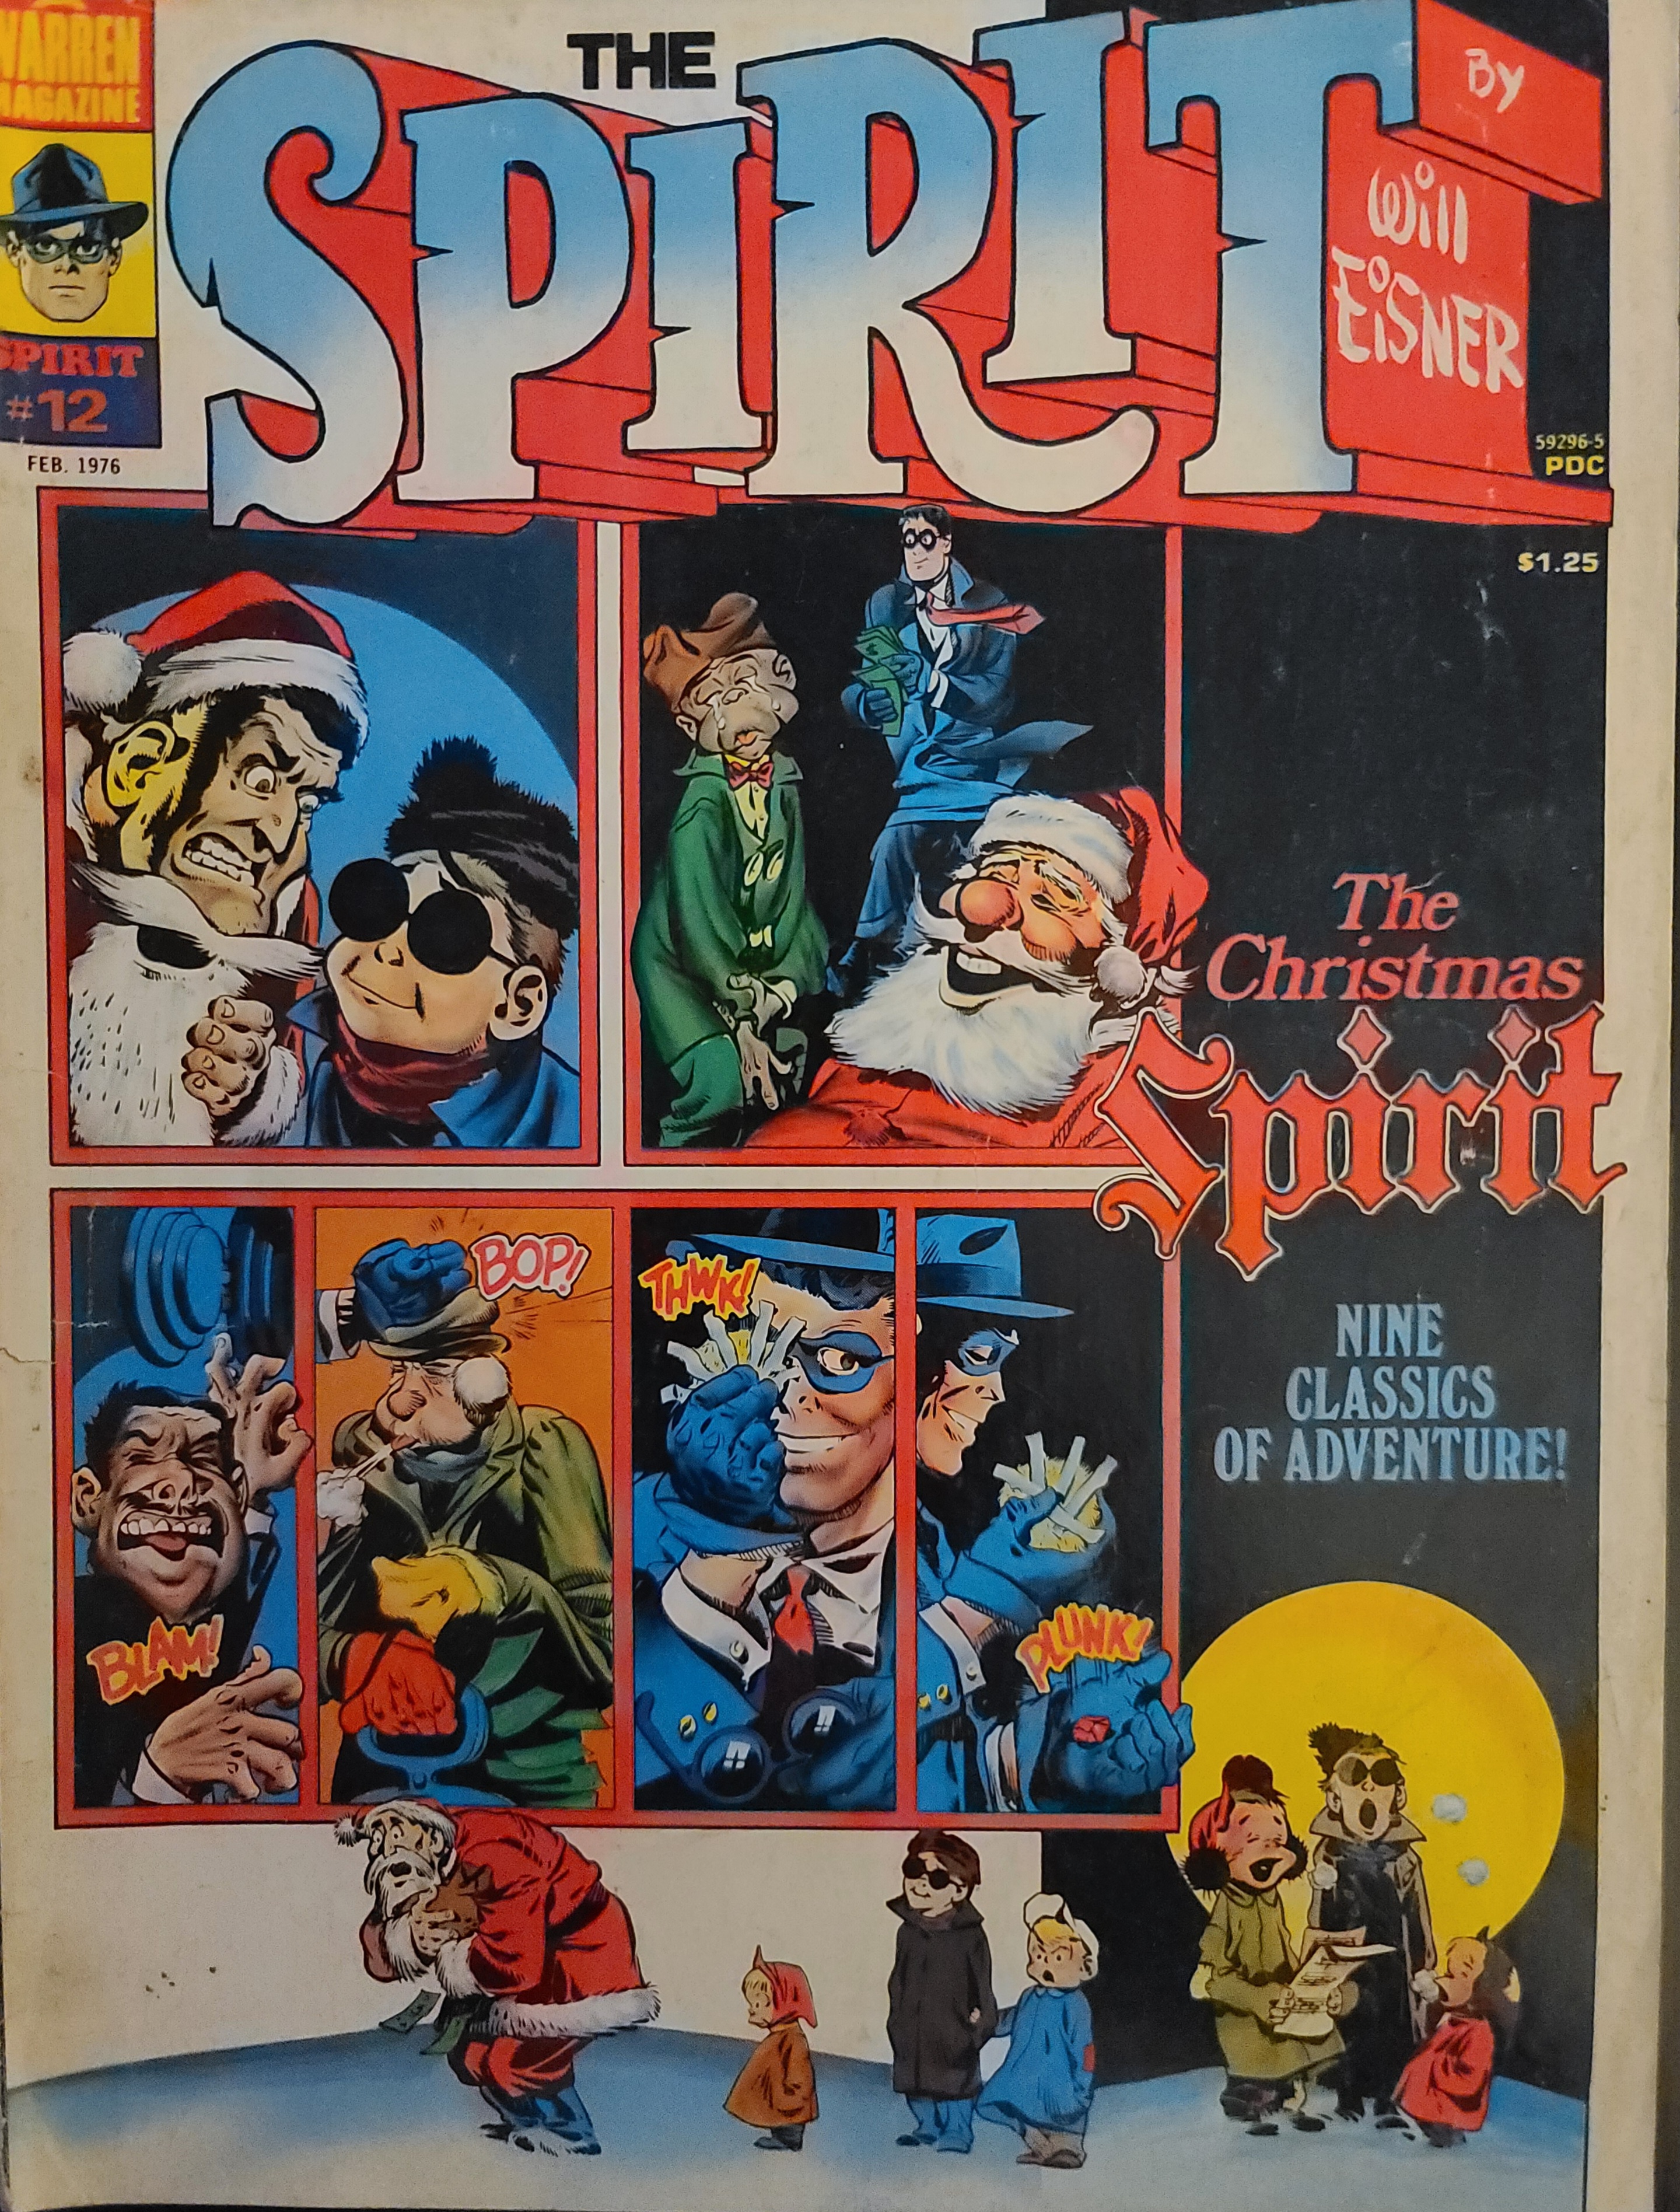 WARREN
MAGAZINE
SPIRIT
#12
FEB. 1976
THE
SPIRIT
BY
Will
EiSNER
59296-5
PDC
$1.25
The
Christmas
Spirit
NINE
CLASSICS
OF ADVENTURE!
BLAM!
BOP!
THWK!
PLUNK!